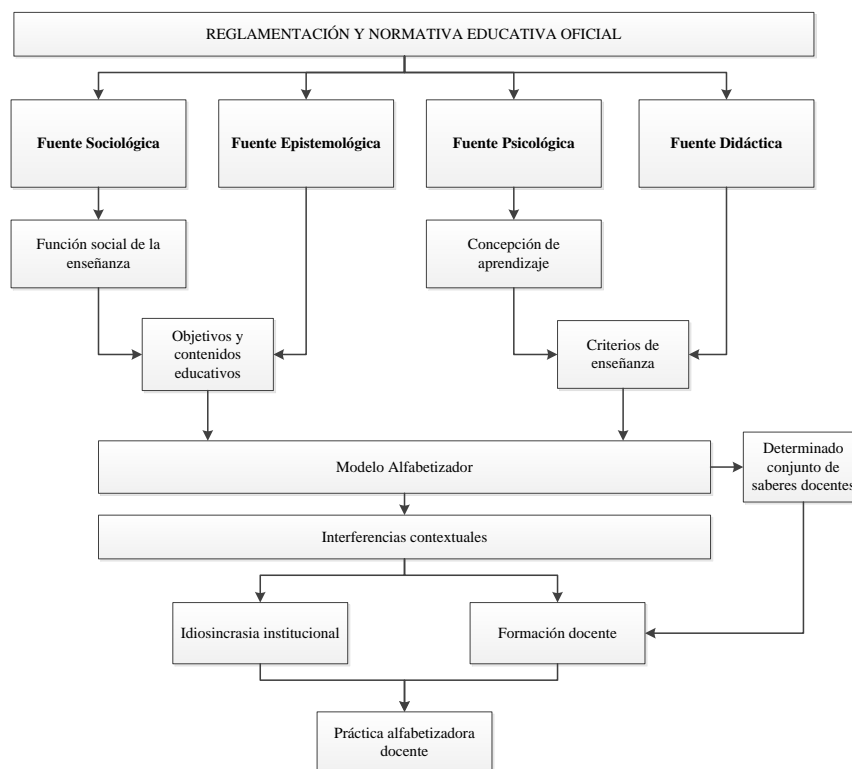 REGLAMENTACIÓN Y NORMATIVA EDUCATIVA OFICIAL
Fuente Sociológica
Fuente Epistemológica
Fuente Psicológica
Fuente Didáctica
Función social de la
enseñanza
Concepción de
aprendizaje
Objetivos y
contenidos
educativos
Criterios de
enseñanza
Modelo Alfabetizador
Determinado
conjunto de
saberes docentes
Interferencias contextuales
Idiosincrasia institucional
Formación docente
Práctica alfabetizadora
docente